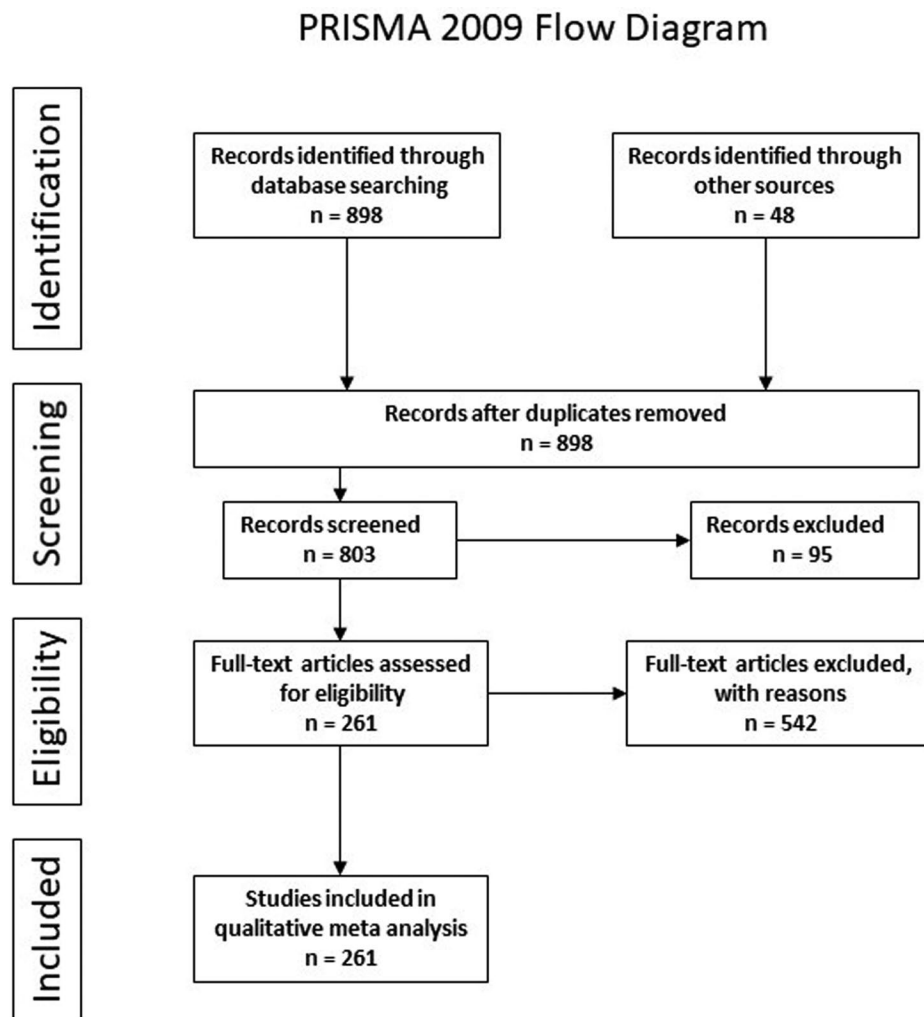 PRISMA 2009 Flow Diagram
Identification
Records identified through
database searching
n = 898
Records identified through
other sources
n = 48
Screening
Records after duplicates removed
n = 898
Records screened
n = 803
Records excluded
n = 95
Eligibility
Full-text articles assessed
for eligibility
n = 261
Full-text articles excluded,
with reasons
n = 542
Included
Studies included in
qualitative meta analysis
n = 261